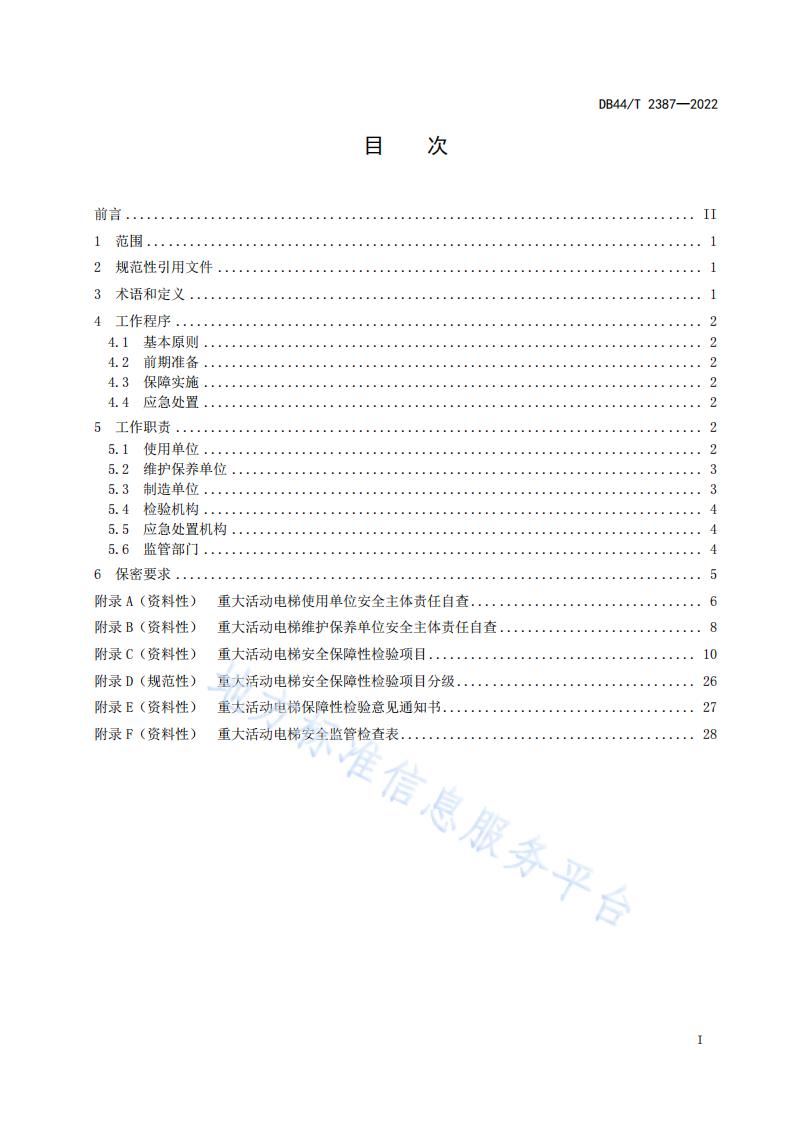 DB44/T 2387—2022
目 次
前言 II
1 范围 1
2 规范性引用文件 1
3 术语和定义 1
4 工作程序 2
4.1 基本原则 2
4.2 前期准备 2
4.3 保障实施 2
4.4 应急处置 2
5 工作职责 2
5.1 使用单位 2
5.2 维护保养单位 3
5.3 制造单位 3
5.4 检验机构 4
5.5 应急处置机构 4
5.6 监管部门 4
6 保密要求 5
附录 A（资料性） 重大活动电梯使用单位安全主体责任自查 6
附录 B（资料性） 重大活动电梯维护保养单位安全主体责任自查 8
附录 C（资料性） 重大活动电梯安全保障性检验项目 10
附录 D（规范性） 重大活动电梯安全保障性检验项目分级 26
附录 E（资料性） 重大活动电梯保障性检验意见通知书 27
附录 F（资料性） 重大活动电梯安全监管检查表 28
地方标准信息服务平台
I